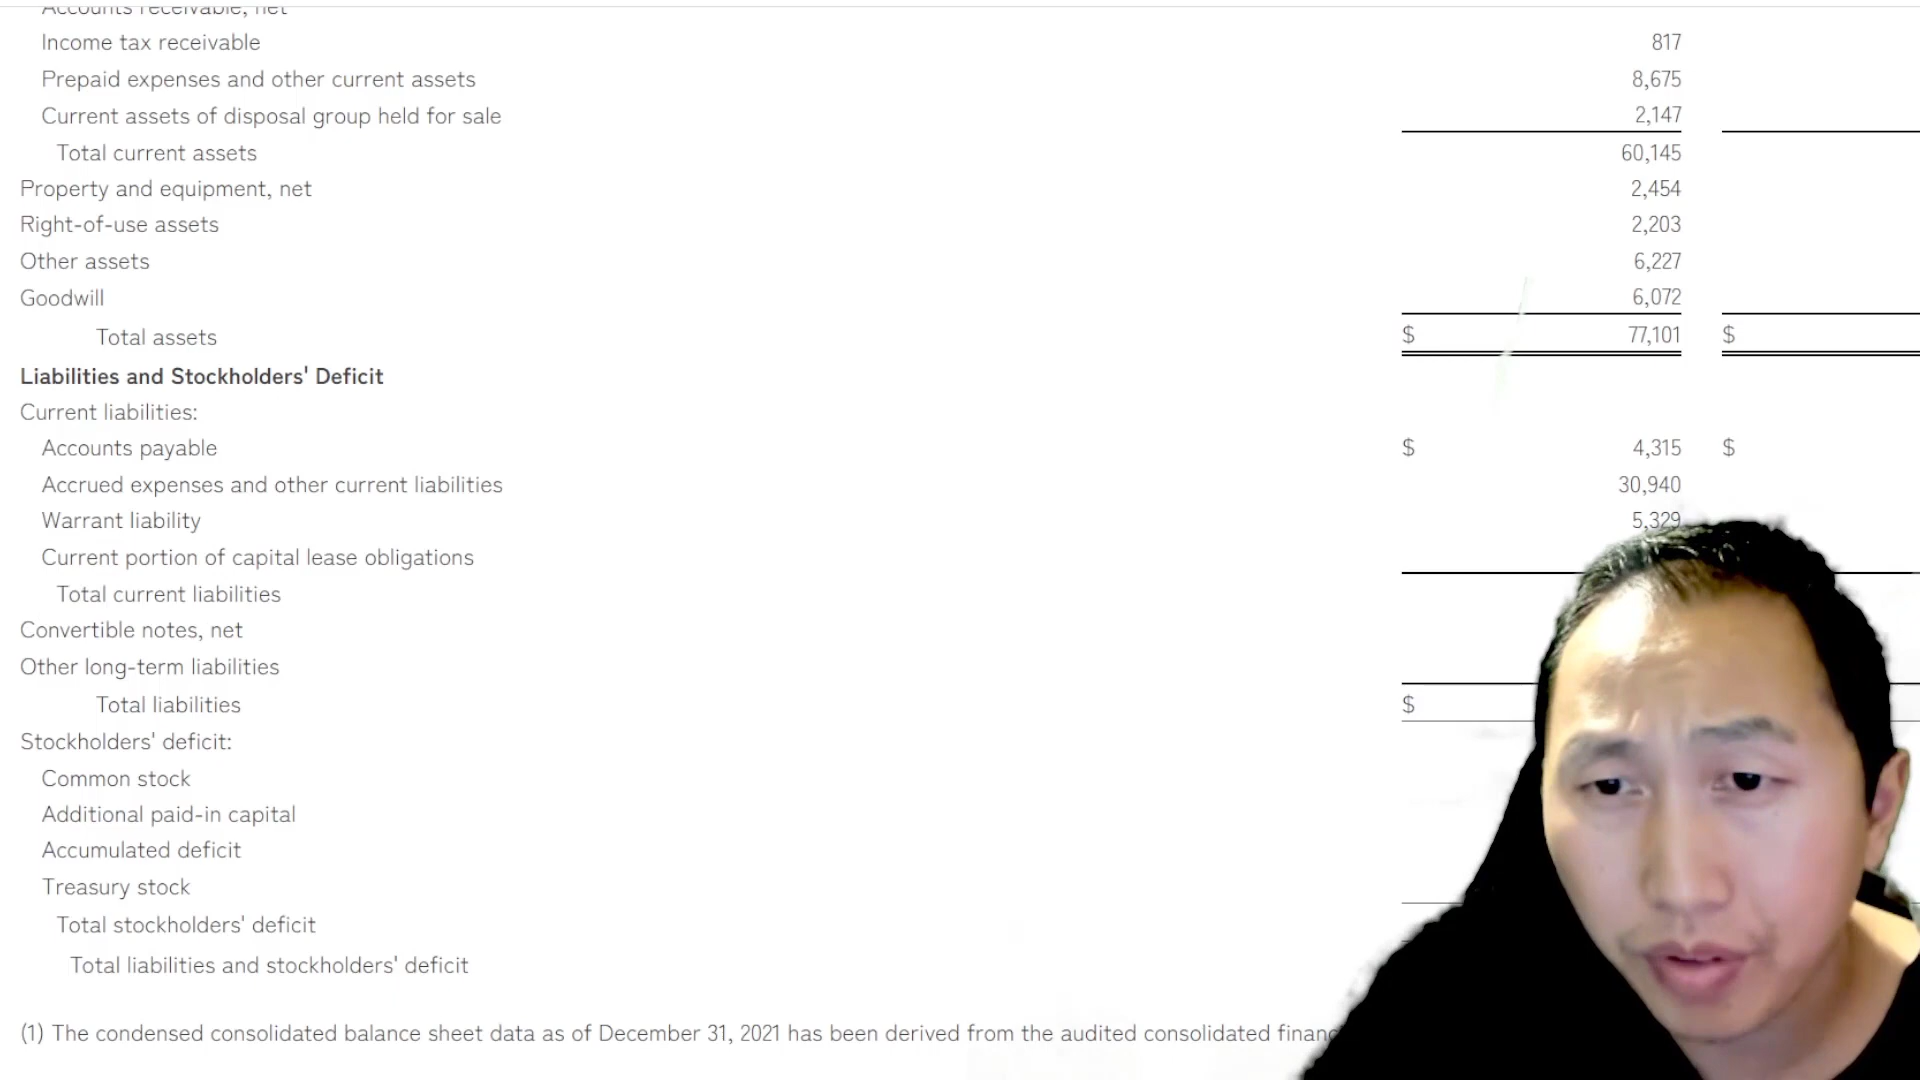 Accounts receivable, net
Income tax receivable 817
Prepaid expenses and other current assets 8,675
Current assets of disposal group held for sale 2,147
Total current assets 60,145
Property and equipment, net 2,454
Right-of-use assets 2,203
Other assets 6,227
Goodwill 6,072
Total assets $ 77,101 $
Liabilities and Stockholders' Deficit
Current liabilities:
Accounts payable $ 4,315 $
Accrued expenses and other current liabilities 30,940
Warrant liability 5,329
Current portion of capital lease obligations
Total current liabilities
Convertible notes, net
Other long-term liabilities
Total liabilities $
Stockholders' deficit:
Common stock
Additional paid-in capital
Accumulated deficit
Treasury stock
Total stockholders' deficit
Total liabilities and stockholders' deficit
(1) The condensed consolidated balance sheet data as of December 31, 2021 has been derived from the audited consolidated